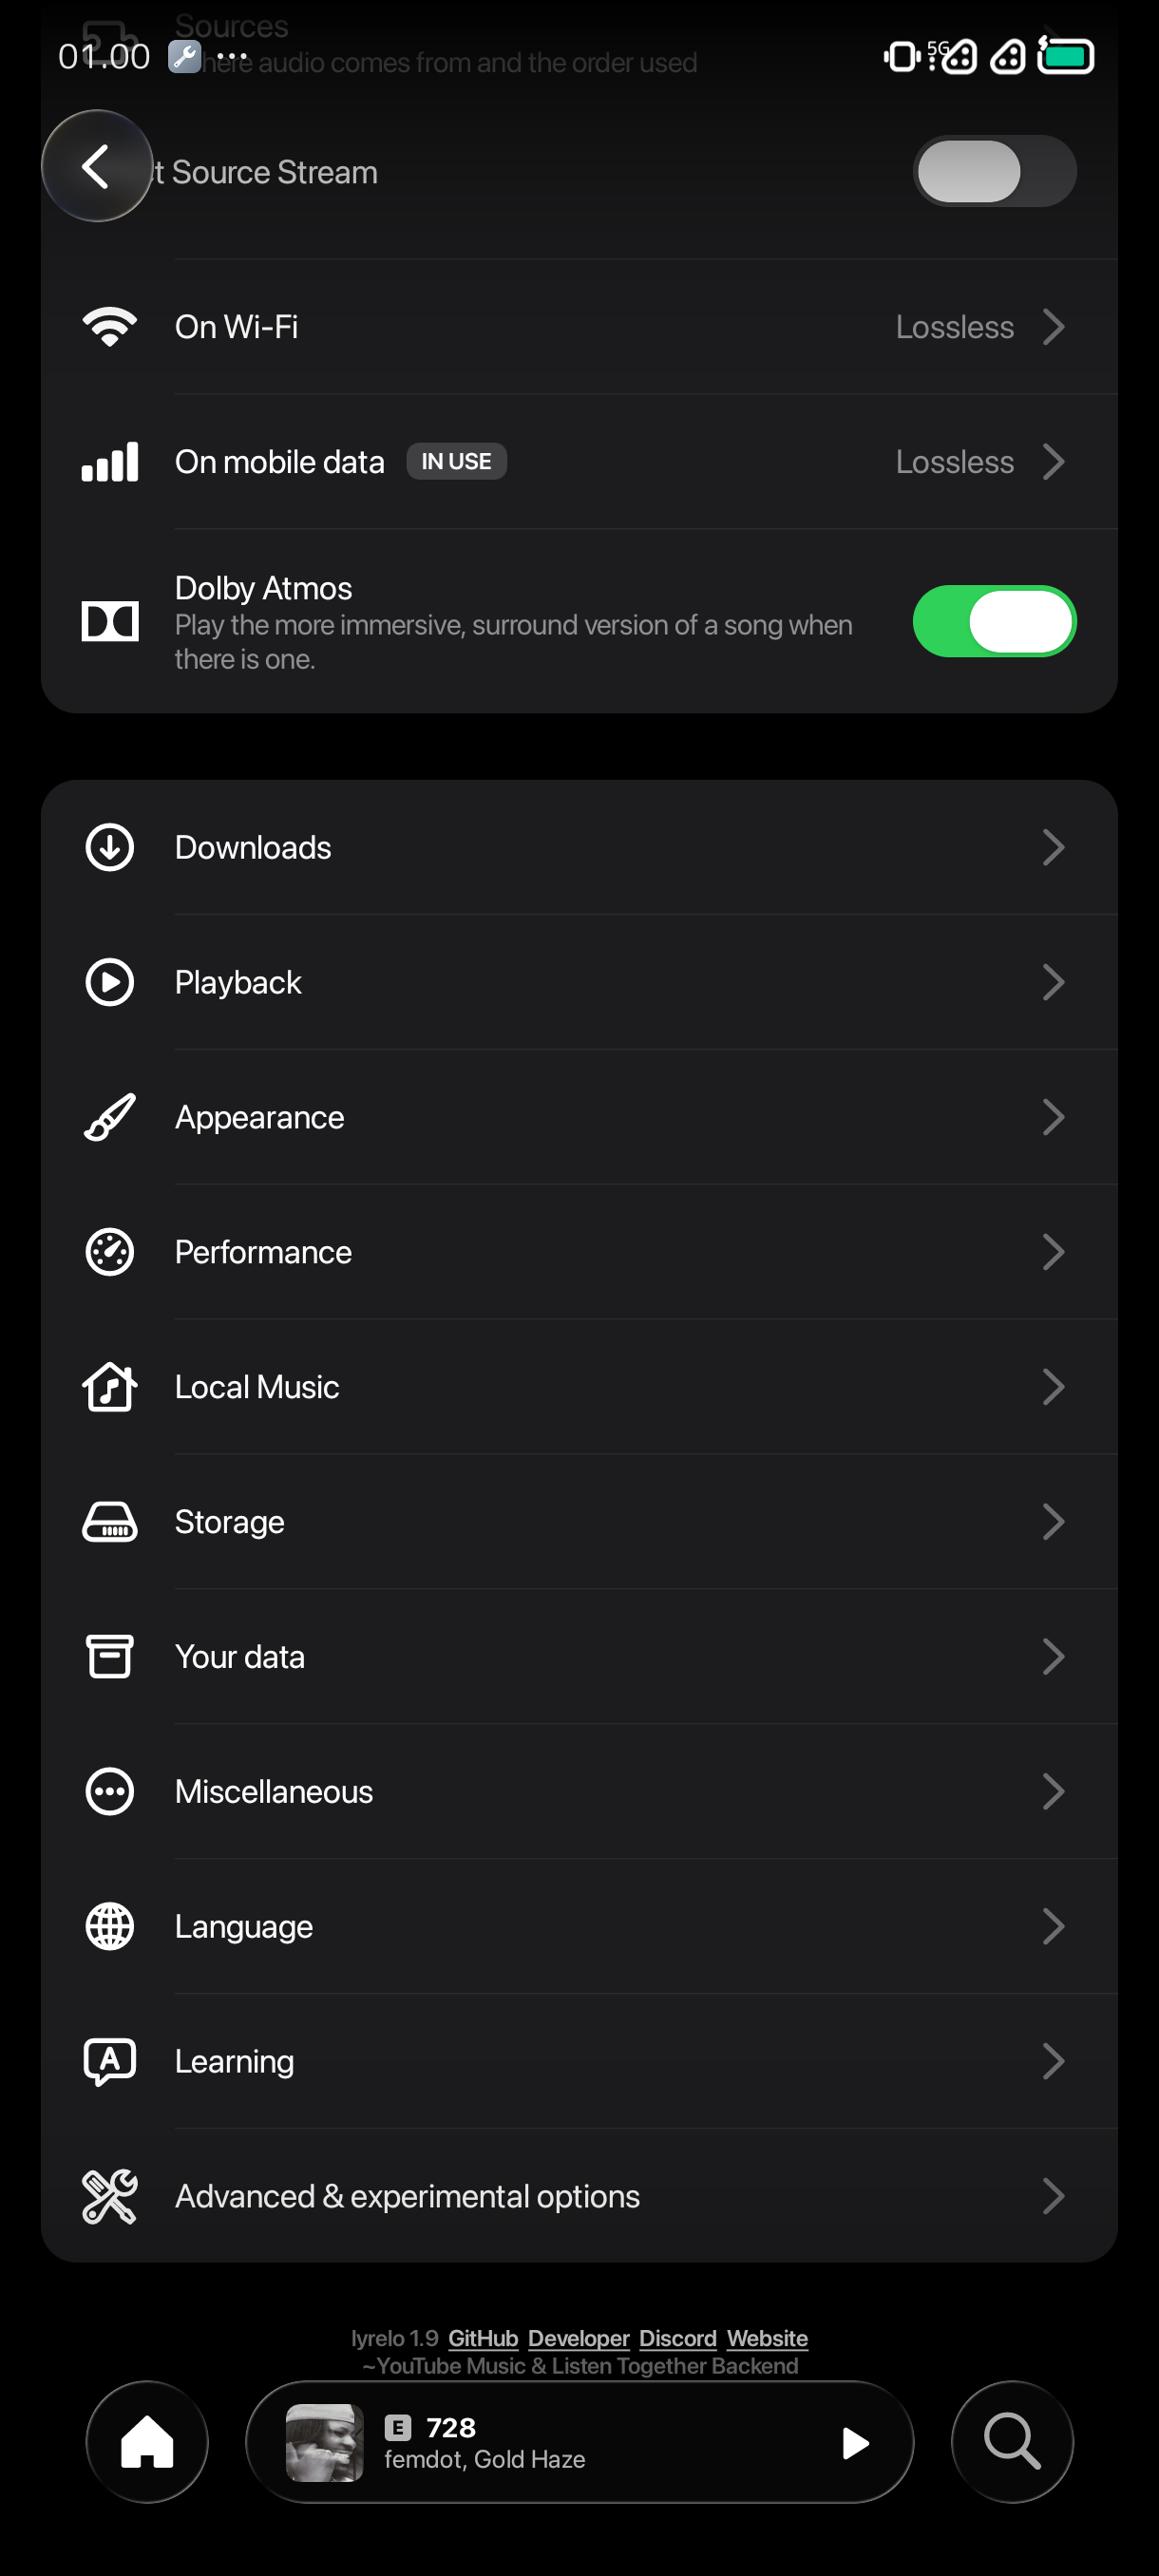 Sources
here audio comes from and the order used
01.00
5G
t Source Stream
On Wi-Fi
Lossless
On mobile data
IN USE
Lossless
Dolby Atmos
Play the more immersive, surround version of a song when
there is one.
Downloads
Playback
Appearance
Performance
Local Music
Storage
Your data
Miscellaneous
Language
Learning
Advanced & experimental options
lyrelo 1.9 GitHub Developer Discord Website
~YouTube Music & Listen Together Backend
E 728
femdot, Gold Haze